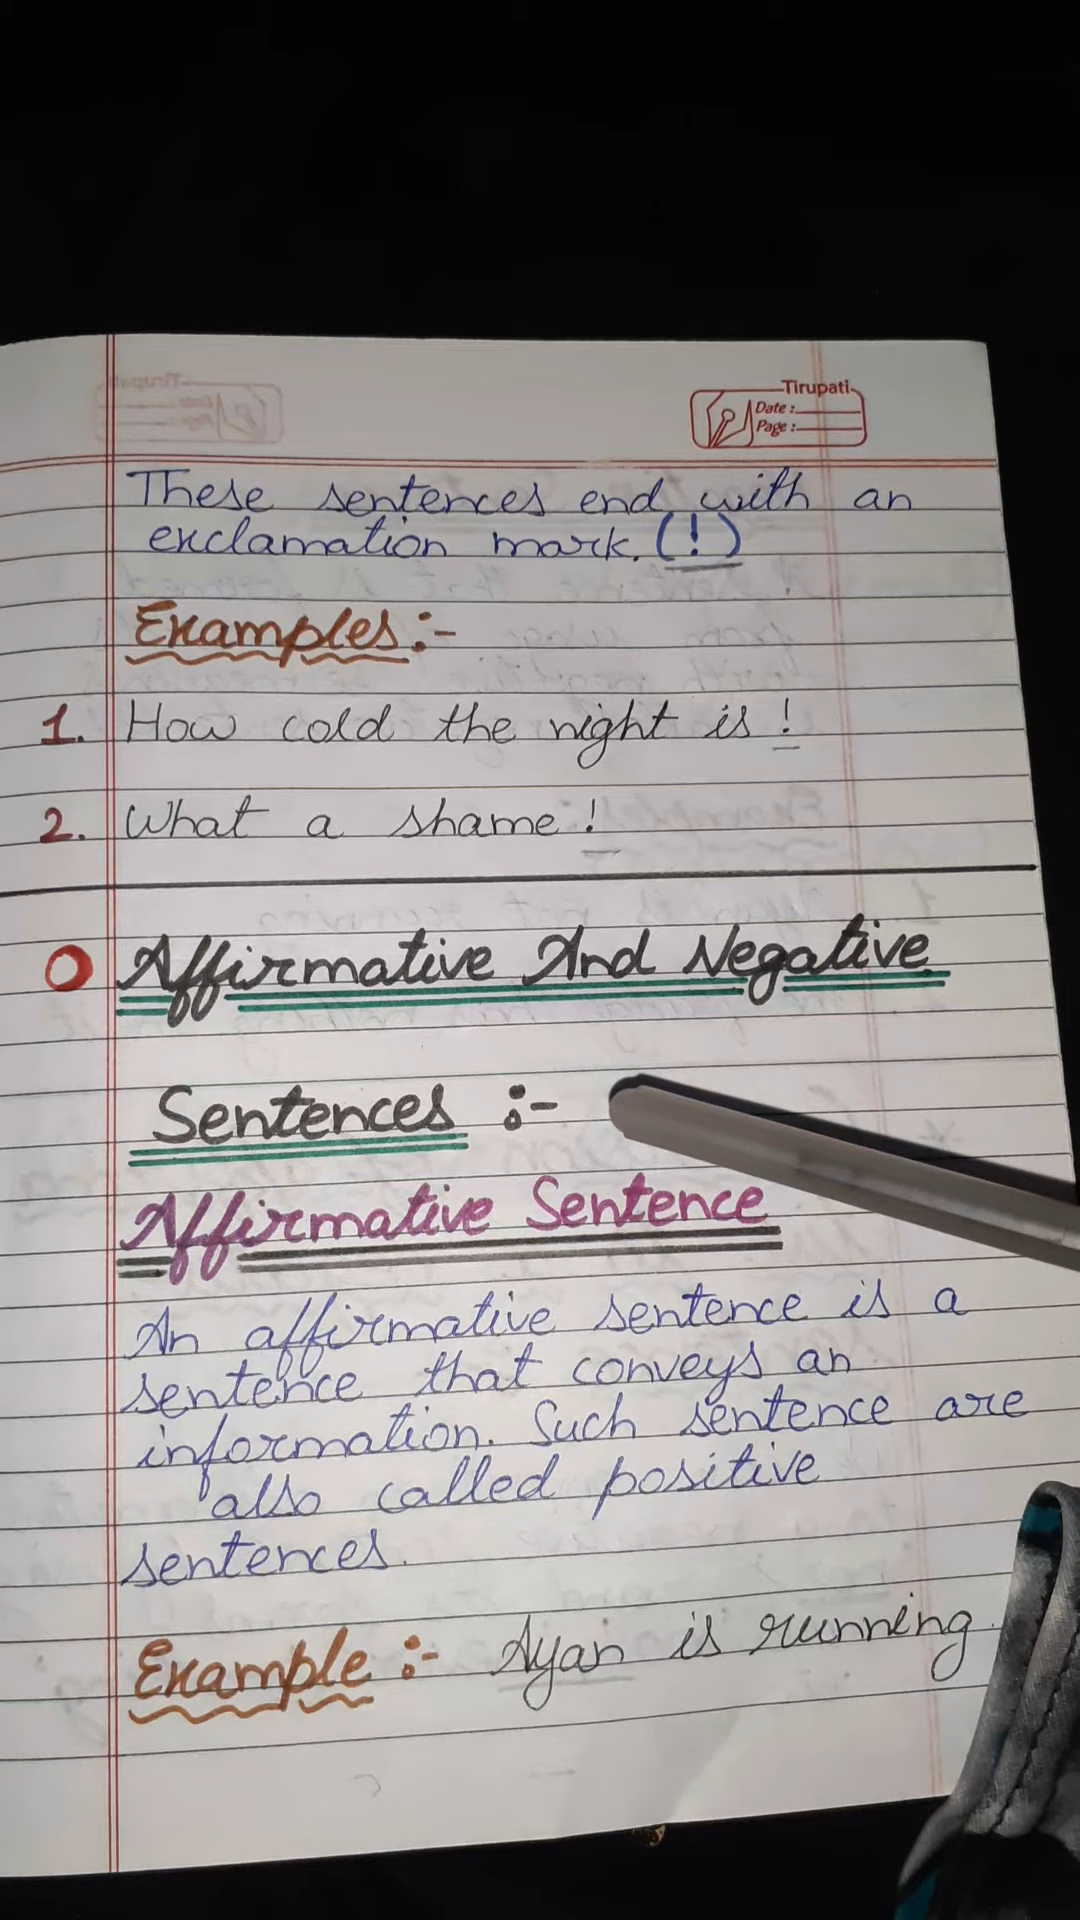 Tirupati
Date :
Page :
These sentences end with an
exclamation mark. (!)
Examples :-
1. How cold the night is !
2. What a shame !
Affirmative And Negative
Sentences :-
Affirmative Sentence
An affirmative sentence is a
sentence that conveys an
information. Such sentence are
also called positive
sentences.
Example :- Ayan is running.